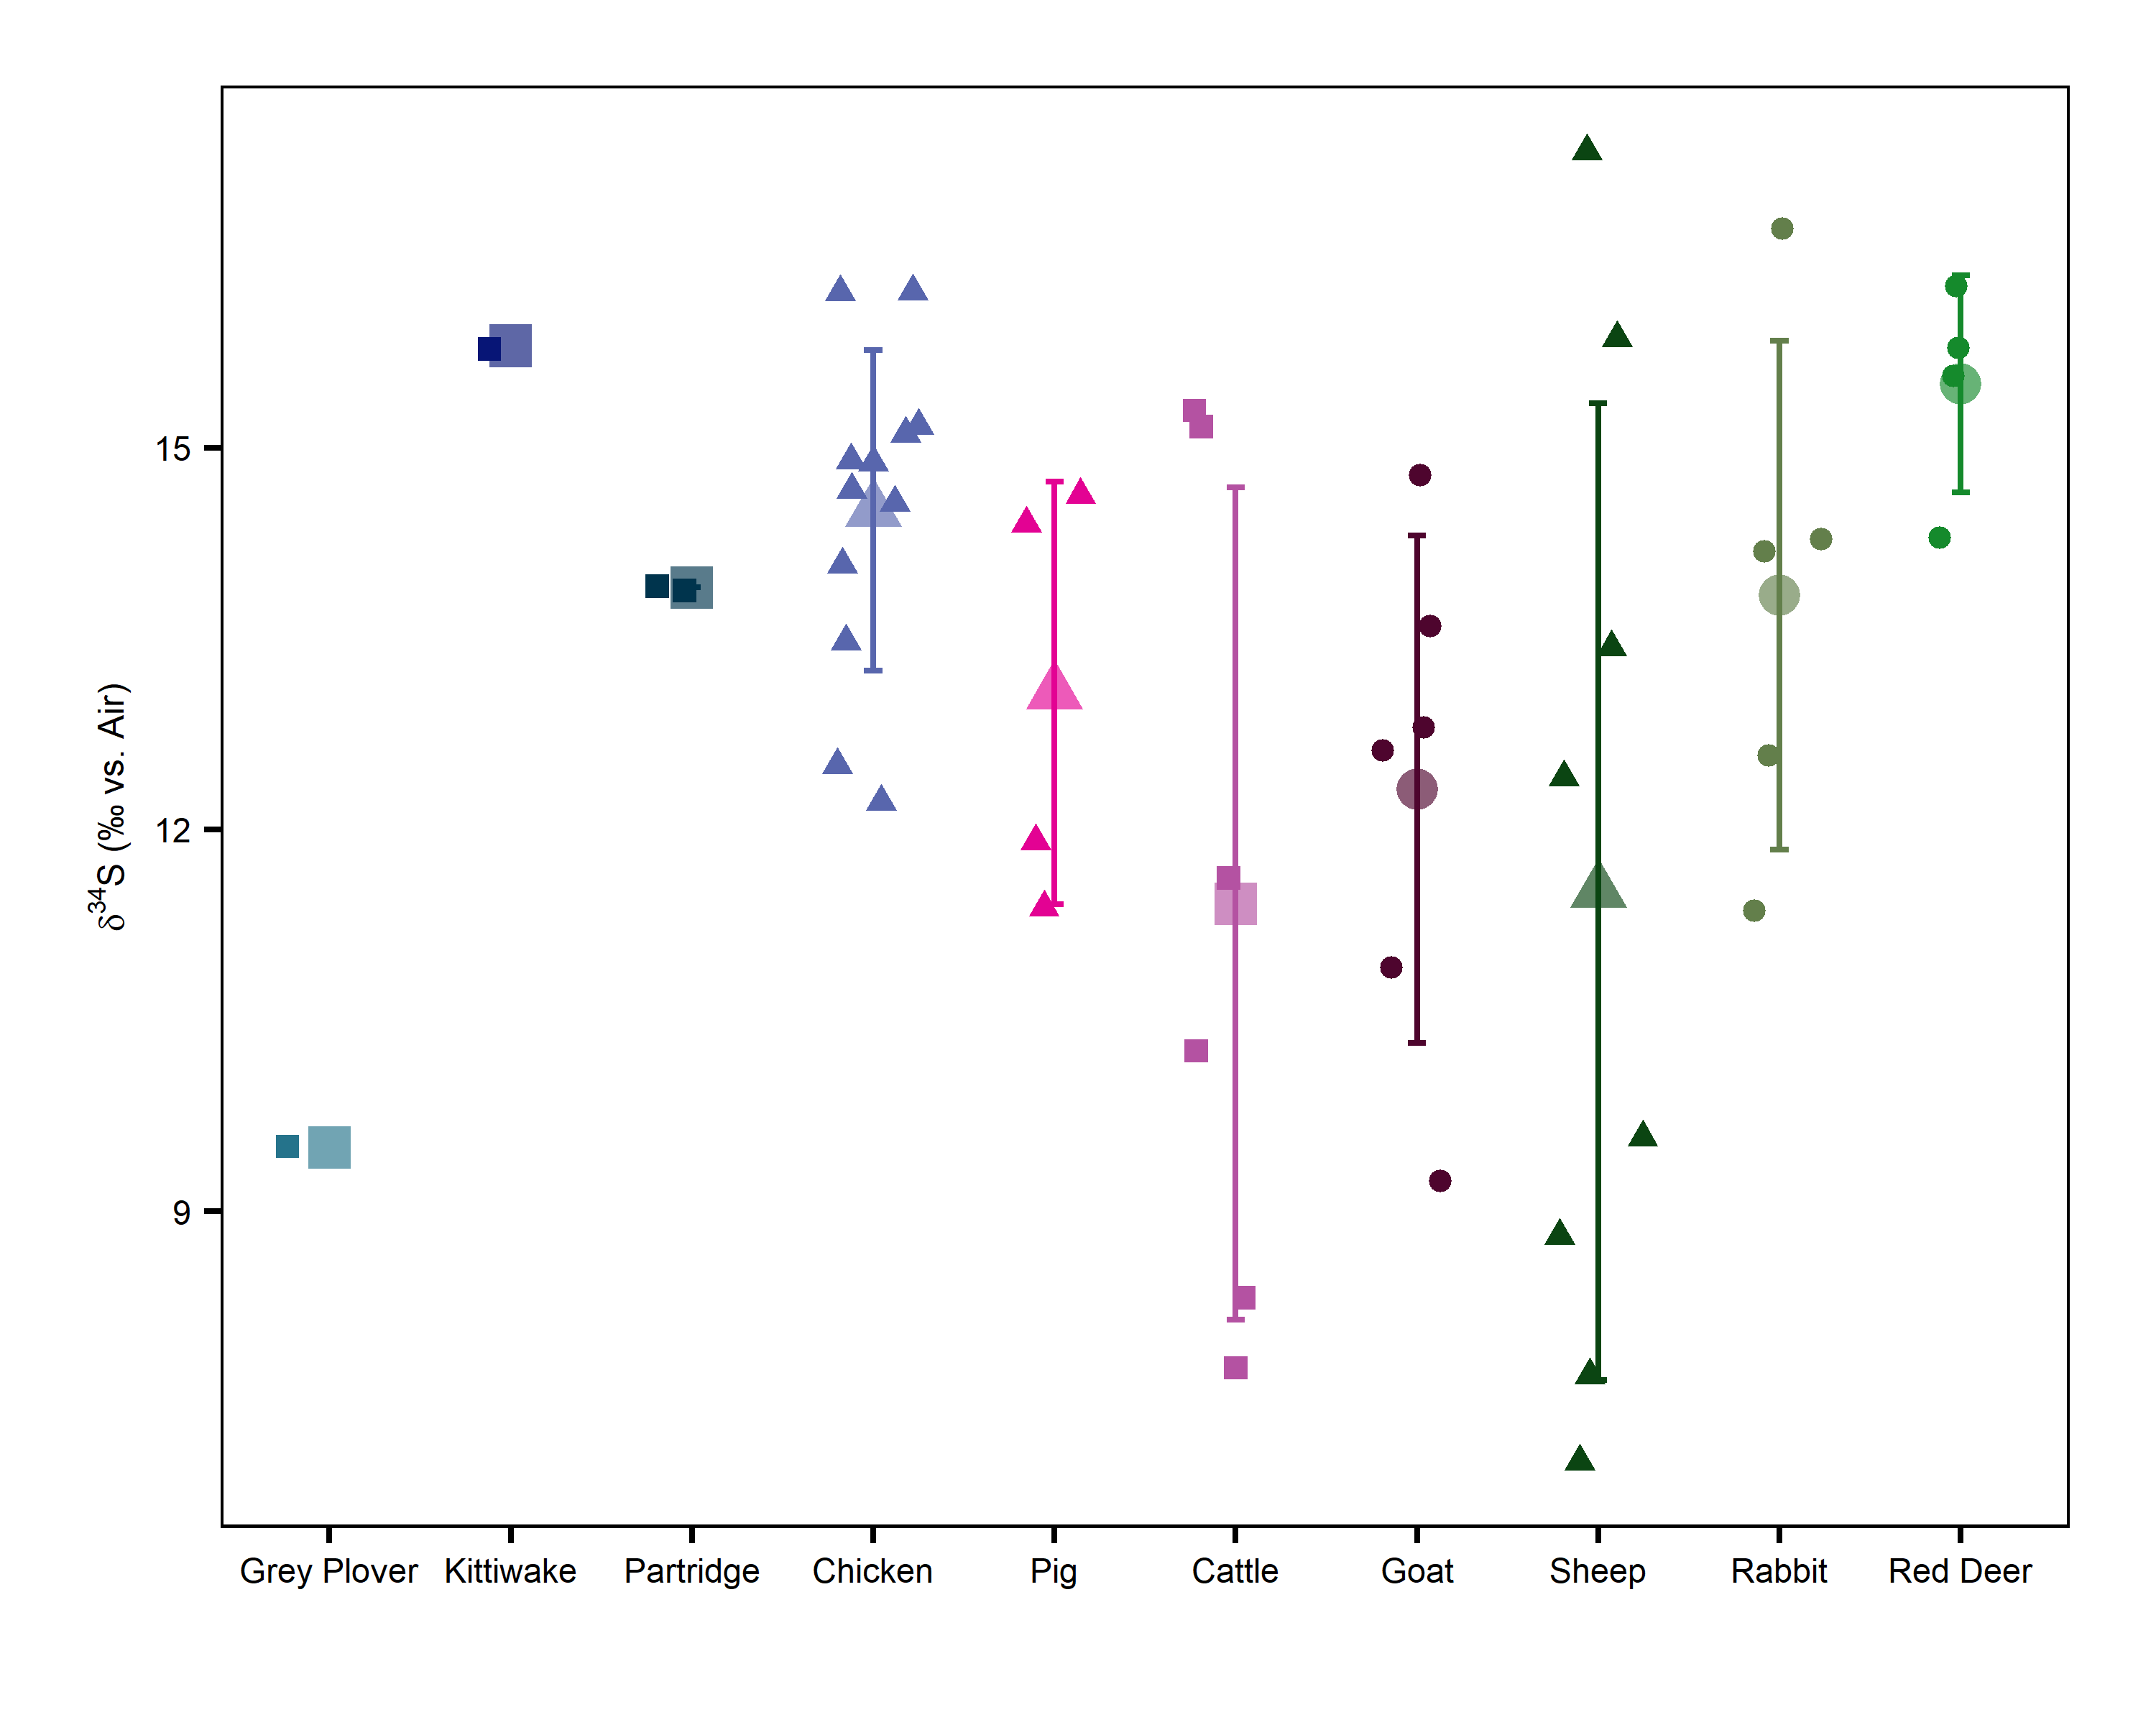 δ³⁴S (‰ vs. Air)
15
12
9
Grey Plover Kittiwake Partridge Chicken Pig Cattle Goat Sheep Rabbit Red Deer